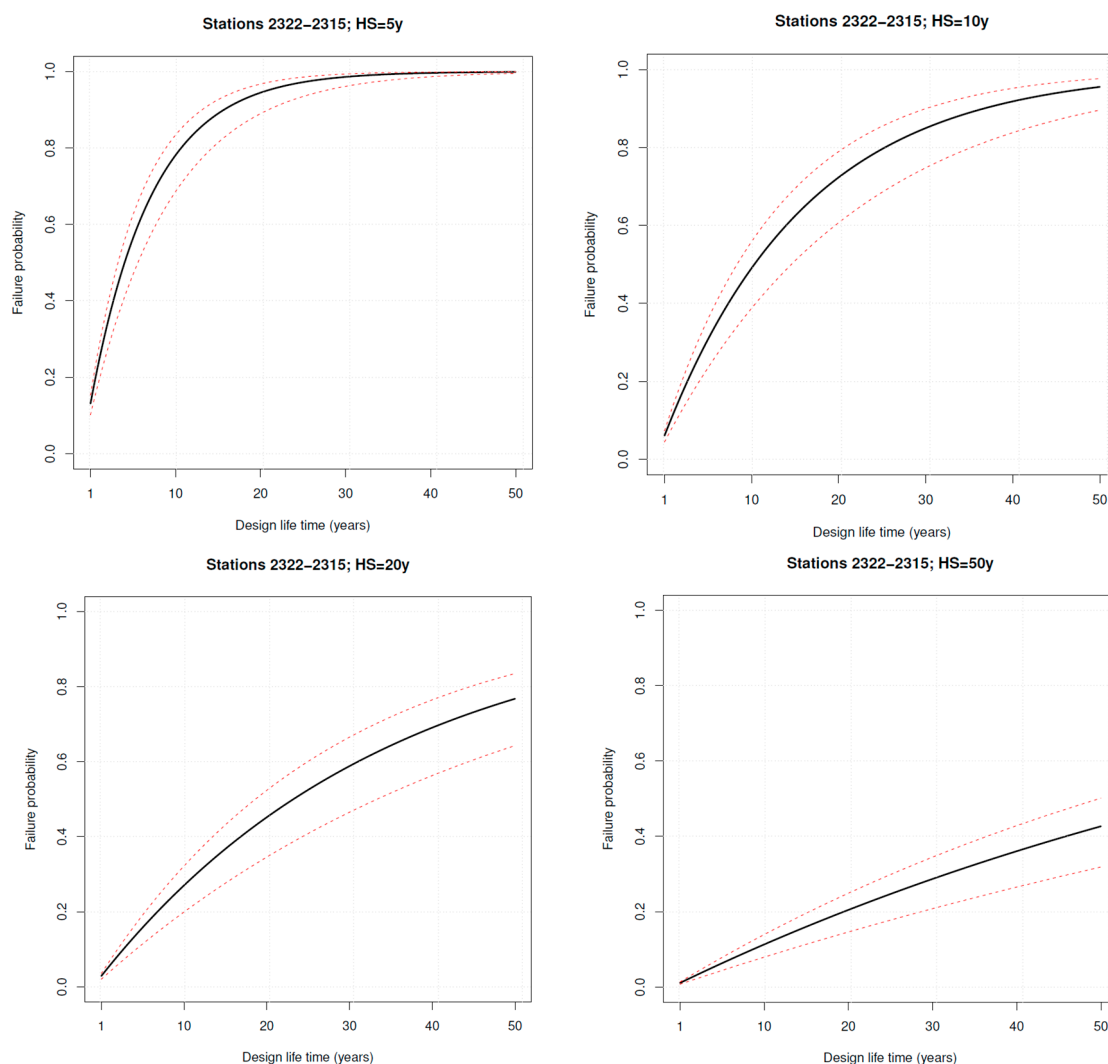 Stations 2322−2315; HS=5y
Failure probability
1.0
0.8
0.6
0.4
0.2
0.0
1 10 20 30 40 50
Design life time (years)
Stations 2322−2315; HS=10y
Failure probability
1.0
0.8
0.6
0.4
0.2
0.0
1 10 20 30 40 50
Design life time (years)
Stations 2322−2315; HS=20y
Failure probability
1.0
0.8
0.6
0.4
0.2
0.0
1 10 20 30 40 50
Design life time (years)
Stations 2322−2315; HS=50y
Failure probability
1.0
0.8
0.6
0.4
0.2
0.0
1 10 20 30 40 50
Design life time (years)